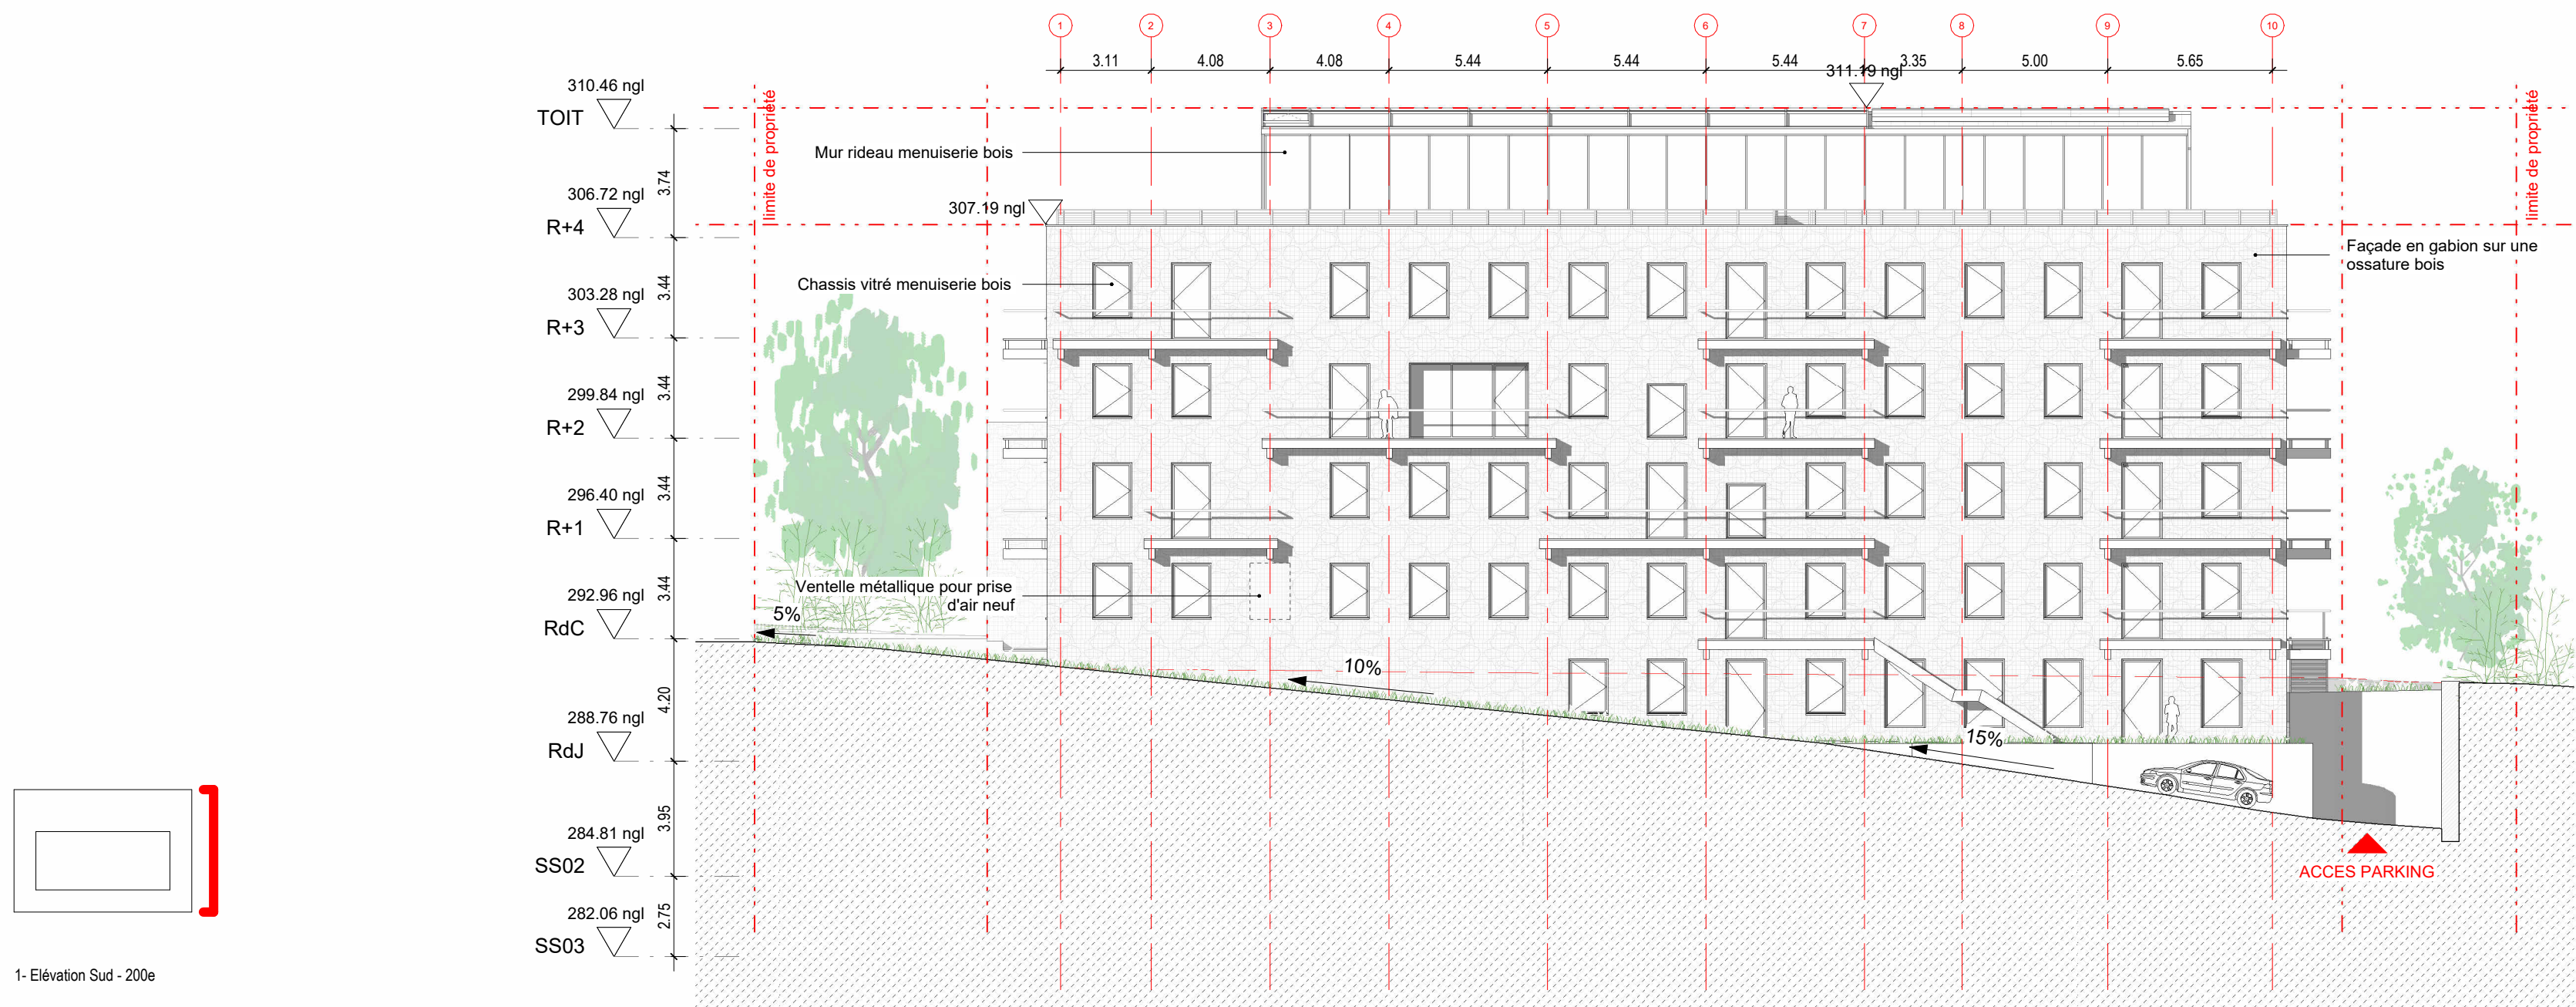 1 2 3 4 5 6 7 8 9 10
3.11 4.08 4.08 5.44 5.44 5.44 3.35 5.00 5.65
311.19 ngl
310.46 ngl
TOIT
limite de propriété
limite de propriété
Mur rideau menuiserie bois
3.74
306.72 ngl
R+4
307.19 ngl
Façade en gabion sur une
ossature bois
Chassis vitré menuiserie bois
3.44
303.28 ngl
R+3
3.44
299.84 ngl
R+2
3.44
296.40 ngl
R+1
3.44
Ventelle métallique pour prise
d'air neuf
292.96 ngl
RdC
5%
10%
4.20
288.76 ngl
RdJ
15%
3.95
284.81 ngl
SS02
ACCES PARKING
2.75
282.06 ngl
SS03
1- Elévation Sud - 200e